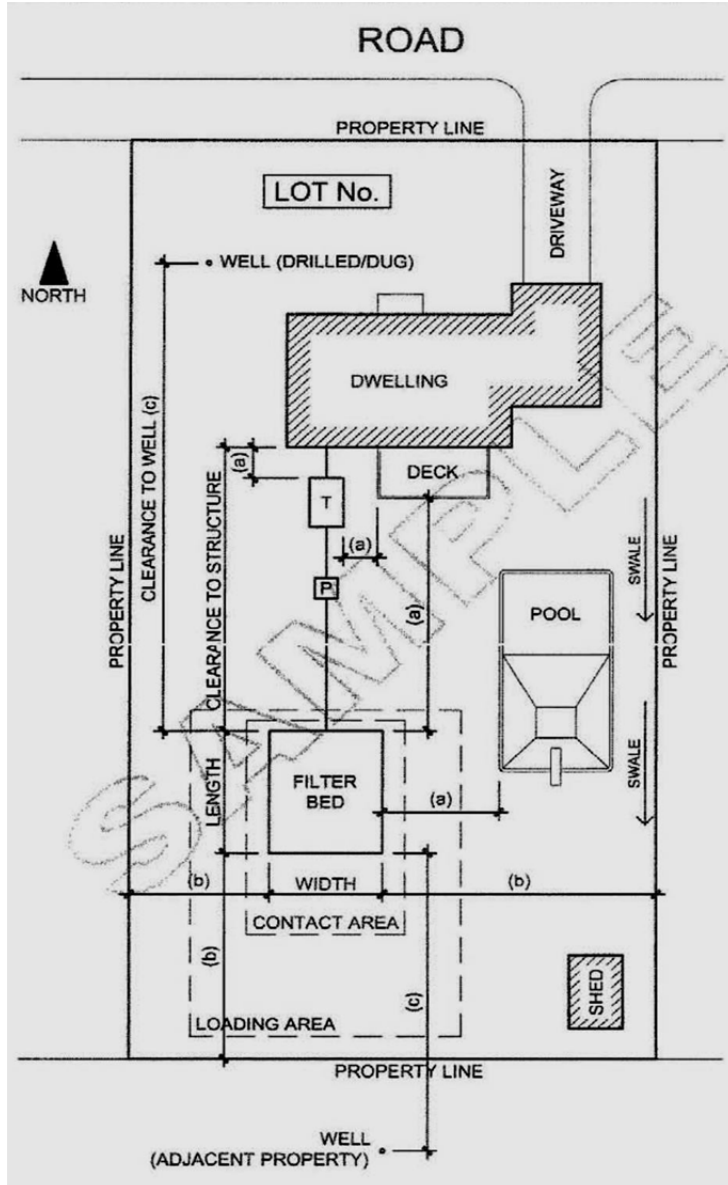 ROAD
PROPERTY LINE
LOT No.
DRIVEWAY
WELL (DRILLED/DUG)
NORTH
DWELLING
CLEARANCE TO WELL (c)
(a)
DECK
T
CLEARANCE TO STRUCTURE
(a)
P
(a)
SWALE
PROPERTY LINE
PROPERTY LINE
POOL
SAMPLE
LENGTH
FILTER
BED
(a)
SWALE
(b)
WIDTH
(b)
CONTACT AREA
(b)
(c)
SHED
LOADING AREA
PROPERTY LINE
WELL
(ADJACENT PROPERTY)